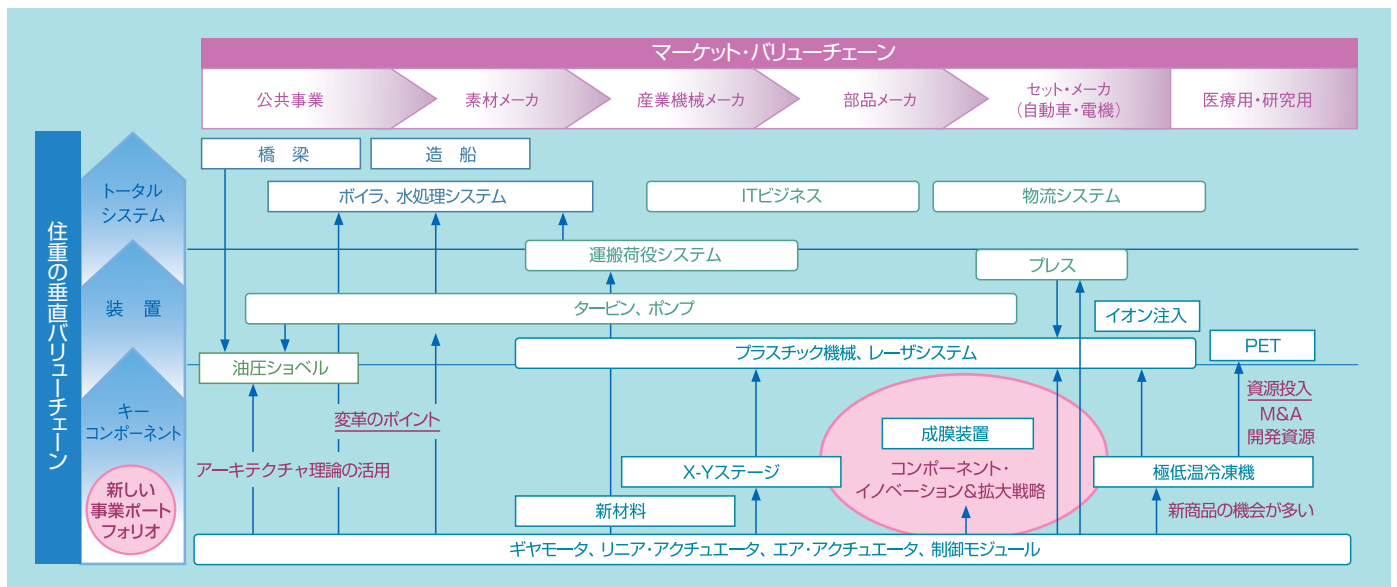 マーケット・バリューチェーン
公共事業
素材メーカ
産業機械メーカ
部品メーカ
セット・メーカ
（自動車・電機）
医療用・研究用
住重の垂直バリューチェーン
トータル
システム
装　置
キー
コンポーネント
新しい
事業ポート
フォリオ
橋　梁
造　船
ボイラ、水処理システム
ITビジネス
物流システム
運搬荷役システム
プレス
タービン、ポンプ
イオン注入
油圧ショベル
プラスチック機械、レーザシステム
PET
変革のポイント
アーキテクチャ理論の活用
資源投入
M&A
開発資源
成膜装置
コンポーネント・
イノベーション&拡大戦略
X-Yステージ
極低温冷凍機
新材料
新商品の機会が多い
ギヤモータ、リニア・アクチュエータ、エア・アクチュエータ、制御モジュール